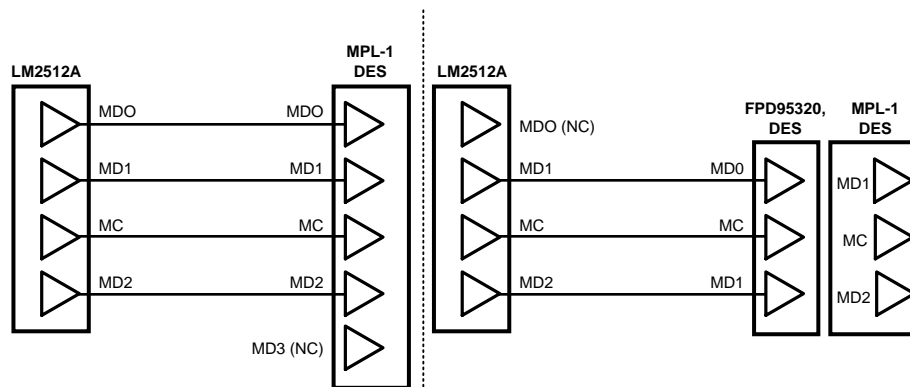 MPL-1
DES
LM2512A
MDO
MDO
MD1
MD1
MC
MC
MD2
MD2
MD3 (NC)
LM2512A
FPD95320,
DES
MPL-1
DES
MDO (NC)
MD1
MD0
MD1
MC
MC
MC
MD2
MD1
MD2